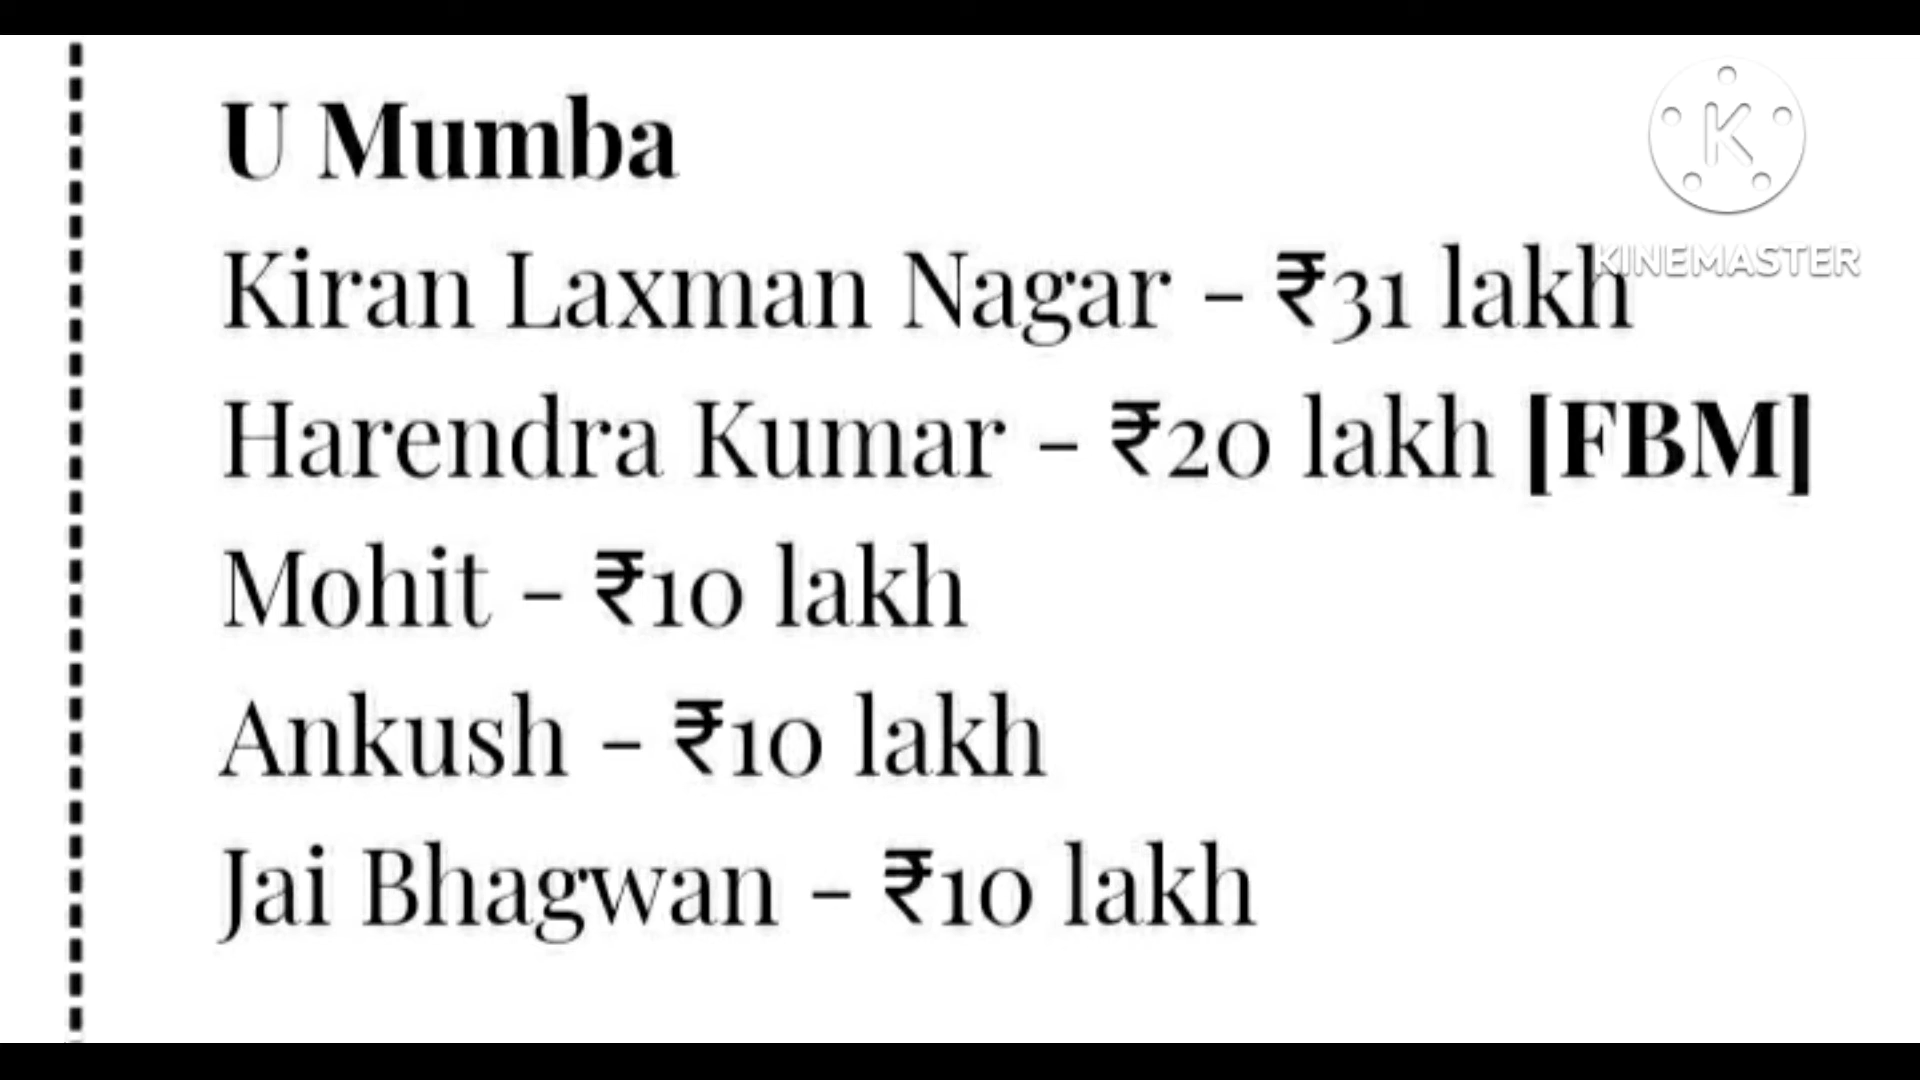 U Mumba
KINEMASTER
Kiran Laxman Nagar - ₹31 lakh
Harendra Kumar - ₹20 lakh [FBM]
Mohit - ₹10 lakh
Ankush - ₹10 lakh
Jai Bhagwan - ₹10 lakh